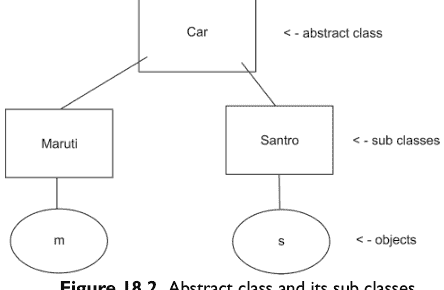 Car
< - abstract class
Maruti
Santro
< - sub classes
m
s
< - objects
Figure 18.2 Abstract class and its sub classes